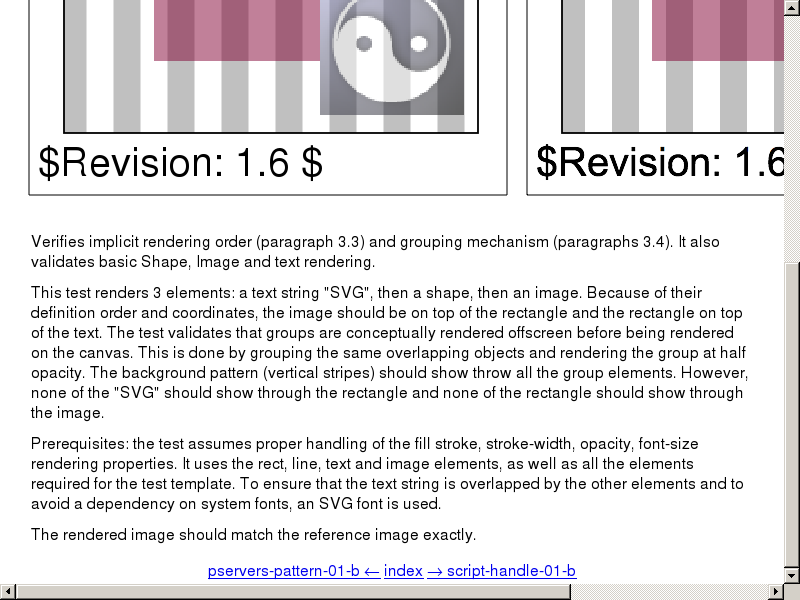 $Revision: 1.6 $
$Revision: 1.6
Verifies implicit rendering order (paragraph 3.3) and grouping mechanism (paragraphs 3.4). It also
validates basic Shape, Image and text rendering.
This test renders 3 elements: a text string "SVG", then a shape, then an image. Because of their
definition order and coordinates, the image should be on top of the rectangle and the rectangle on top
of the text. The test validates that groups are conceptually rendered offscreen before being rendered
on the canvas. This is done by grouping the same overlapping objects and rendering the group at half
opacity. The background pattern (vertical stripes) should show throw all the group elements. However,
none of the "SVG" should show through the rectangle and none of the rectangle should show through
the image.
Prerequisites: the test assumes proper handling of the fill stroke, stroke-width, opacity, font-size
rendering properties. It uses the rect, line, text and image elements, as well as all the elements
required for the test template. To ensure that the text string is overlapped by the other elements and to
avoid a dependency on system fonts, an SVG font is used.
The rendered image should match the reference image exactly.
pservers-pattern-01-b ← index → script-handle-01-b